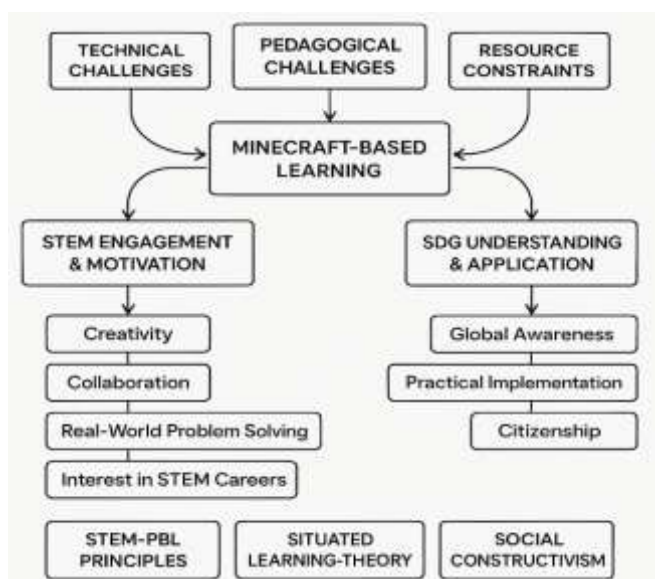 TECHNICAL
CHALLENGES
PEDAGOGICAL
CHALLENGES
RESOURCE
CONSTRAINTS
MINECRAFT-BASED
LEARNING
STEM ENGAGEMENT
& MOTIVATION
SDG UNDERSTANDING
& APPLICATION
Creativity
Collaboration
Real-World Problem Solving
Interest in STEM Careers
Global Awareness
Practical Implementation
Citizenship
STEM-PBL
PRINCIPLES
SITUATED
LEARNING-THEORY
SOCIAL
CONSTRUCTIVISM